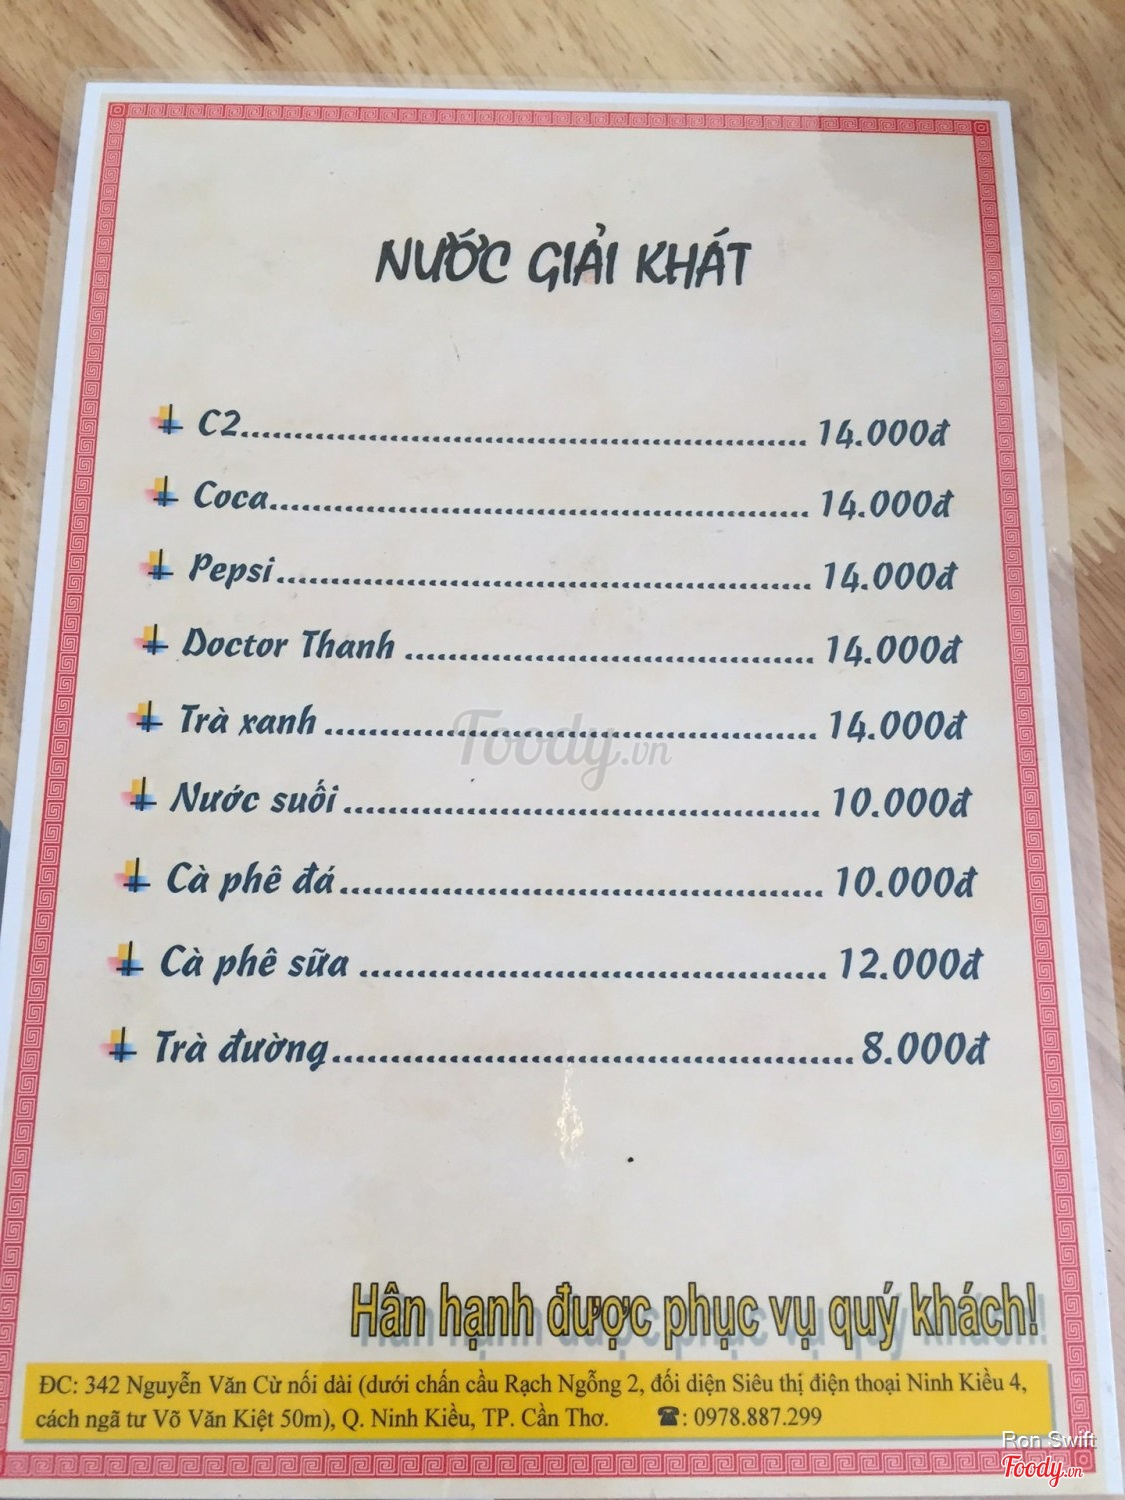 NƯỚC GIẢI KHÁT
C2........................................................ 14.000đ
Coca..................................................... 14.000đ
Pepsi..................................................... 14.000đ
Doctor Thanh ........................................ 14.000đ
Trà xanh ................................................ 14.000đ
Nước suối .............................................. 10.000đ
Cà phê đá.............................................. 10.000đ
Cà phê sữa ............................................ 12.000đ
Trà đường................................................. 8.000đ
Foody.vn
Hân hạnh được phục vụ quý khách!
ĐC: 342 Nguyễn Văn Cừ nối dài (dưới chấn cầu Rạch Ngỗng 2, đối diện Siêu thị điện thoại Ninh Kiều 4,
cách ngã tư Võ Văn Kiệt 50m), Q. Ninh Kiều, TP. Cần Thơ. ☎: 0978.887.299
Ron Swift
Foody.vn